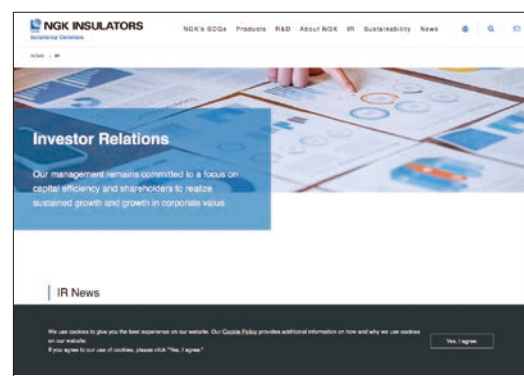 NGK INSULATORS
Surprising Ceramics.
NGK's SDGs Products R&D About NGK IR Sustainability News
HOME > IR
Investor Relations
Our management remains committed to a focus on
capital efficiency and shareholders to realize
sustained growth and growth in corporate value.
IR News
We use cookies to give you the best experience on our website. Our Cookie Policy provides additional information on how and why we use cookies
on our website.
If you agree to our use of cookies, please click "Yes, I agree."
Yes, I agree.